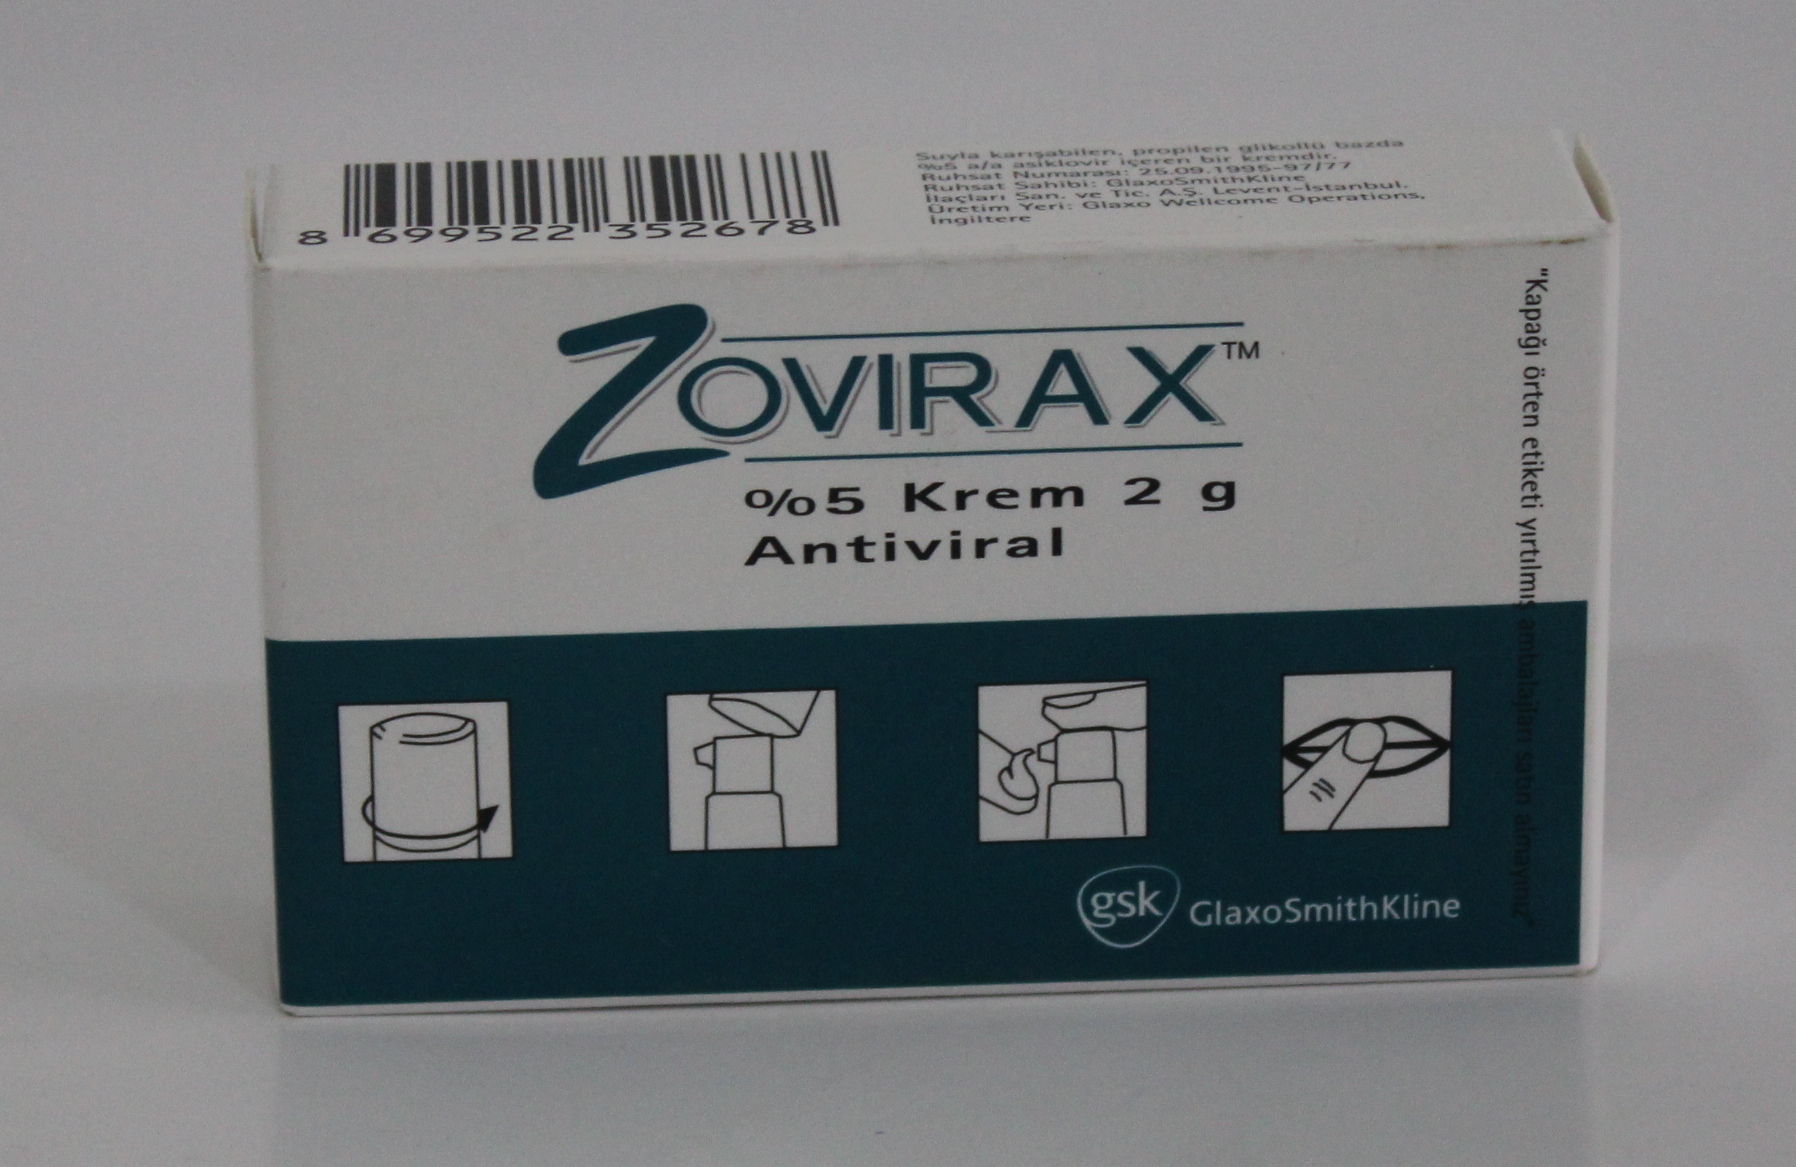 8 699522 352678
Suyla karışabilen, propilen glikollü bazda
%5 a/a asiklovir içeren bir kremdir.
Ruhsat Numarası: 25.09.1995-97/77
Ruhsat Sahibi: GlaxoSmithKline
İlaçları San. ve Tic. A.Ş. Levent-İstanbul.
Üretim Yeri: Glaxo Wellcome Operations,
İngiltere
ZOVIRAX™
%5 Krem 2 g
Antiviral
"Kapağı örten etiketi yırtılmış ambalajları satın almayınız"
gsk GlaxoSmithKline